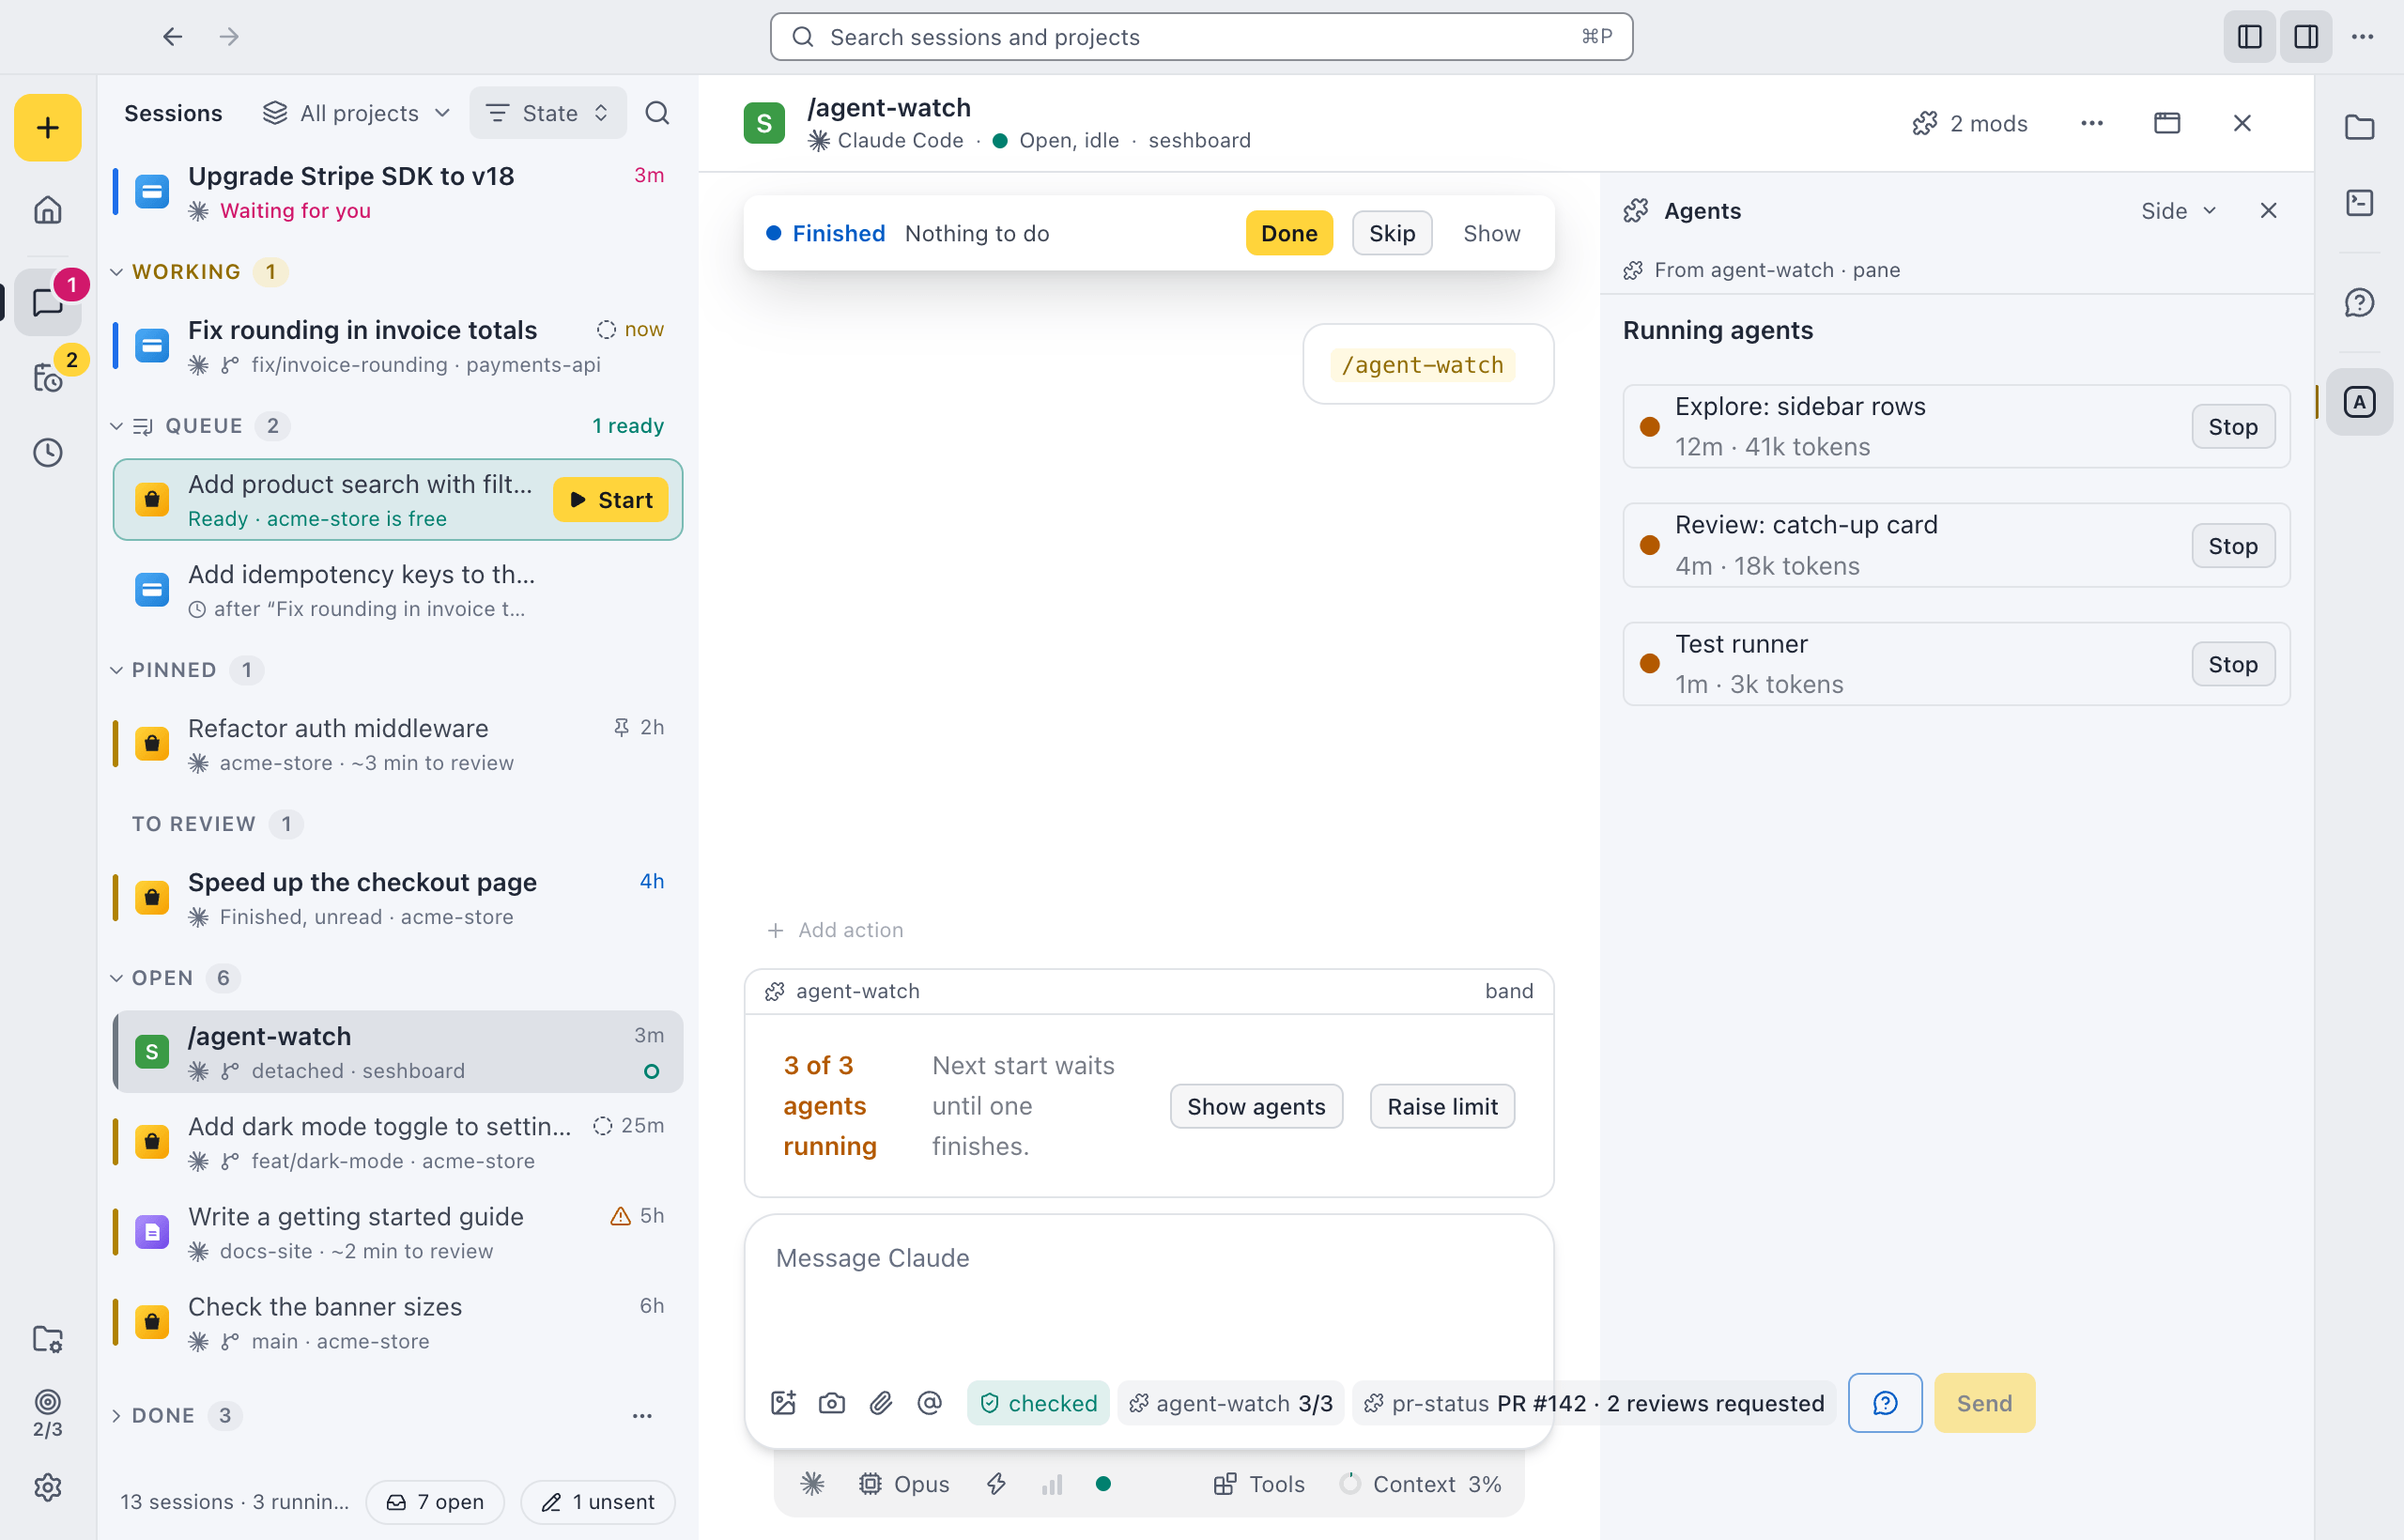 Search sessions and projects
⌘P
Sessions
All projects
State
Upgrade Stripe SDK to v18
3m
Waiting for you
WORKING 1
Fix rounding in invoice totals
now
fix/invoice-rounding · payments-api
QUEUE 2
1 ready
Add product search with filt...
Ready · acme-store is free
Start
Add idempotency keys to th...
after “Fix rounding in invoice t...
PINNED 1
Refactor auth middleware
2h
acme-store · ~3 min to review
TO REVIEW 1
Speed up the checkout page
4h
Finished, unread · acme-store
OPEN 6
S
/agent-watch
3m
detached · seshboard
Add dark mode toggle to settin...
25m
feat/dark-mode · acme-store
Write a getting started guide
5h
docs-site · ~2 min to review
Check the banner sizes
6h
main · acme-store
DONE 3
13 sessions · 3 runnin...
7 open
1 unsent
1
2
2/3
S
/agent-watch
Claude Code · Open, idle · seshboard
2 mods
Finished Nothing to do
Done
Skip
Show
/agent-watch
Add action
agent-watch
band
3 of 3
agents
running
Next start waits
until one
finishes.
Show agents
Raise limit
Message Claude
checked
agent-watch 3/3
pr-status PR #142 · 2 reviews requested
Send
Opus
Tools
Context 3%
Agents
Side
From agent-watch · pane
Running agents
Explore: sidebar rows
12m · 41k tokens
Stop
Review: catch-up card
4m · 18k tokens
Stop
Test runner
1m · 3k tokens
Stop
A